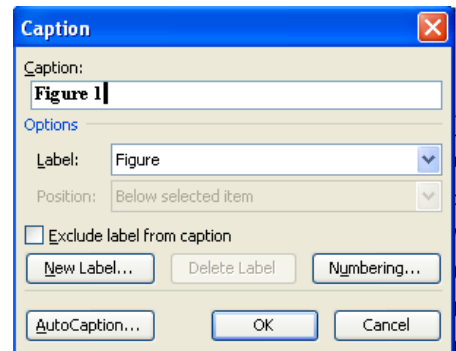 Caption
Caption:
Figure 1
Options
Label: Figure
Position: Below selected item
Exclude label from caption
New Label... Delete Label Numbering...
AutoCaption... OK Cancel